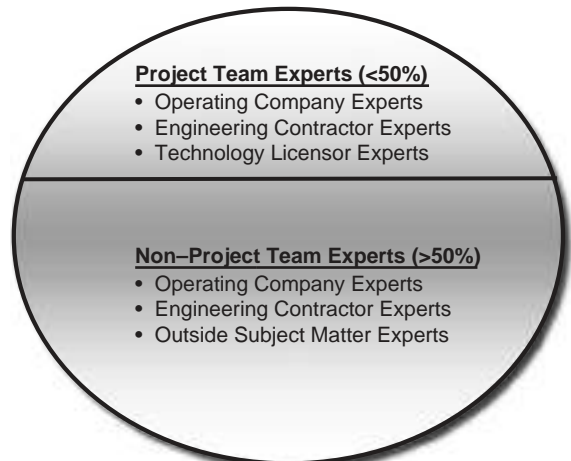 Project Team Experts (<50%)
• Operating Company Experts
• Engineering Contractor Experts
• Technology Licensor Experts
Non–Project Team Experts (>50%)
• Operating Company Experts
• Engineering Contractor Experts
• Outside Subject Matter Experts